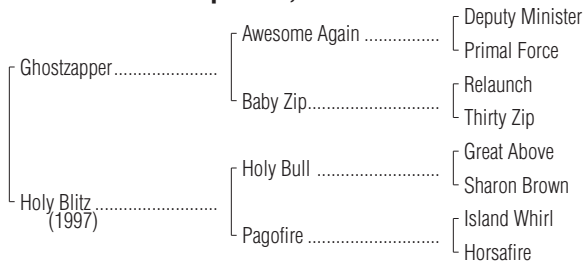 Deputy Minister
Awesome Again ................
Primal Force
Ghostzapper......................
Relaunch
Baby Zip............................
Thirty Zip
Great Above
Holy Bull ...........................
Sharon Brown
Holy Blitz ..........................
(1997)
Island Whirl
Pagofire ............................
Horsafire